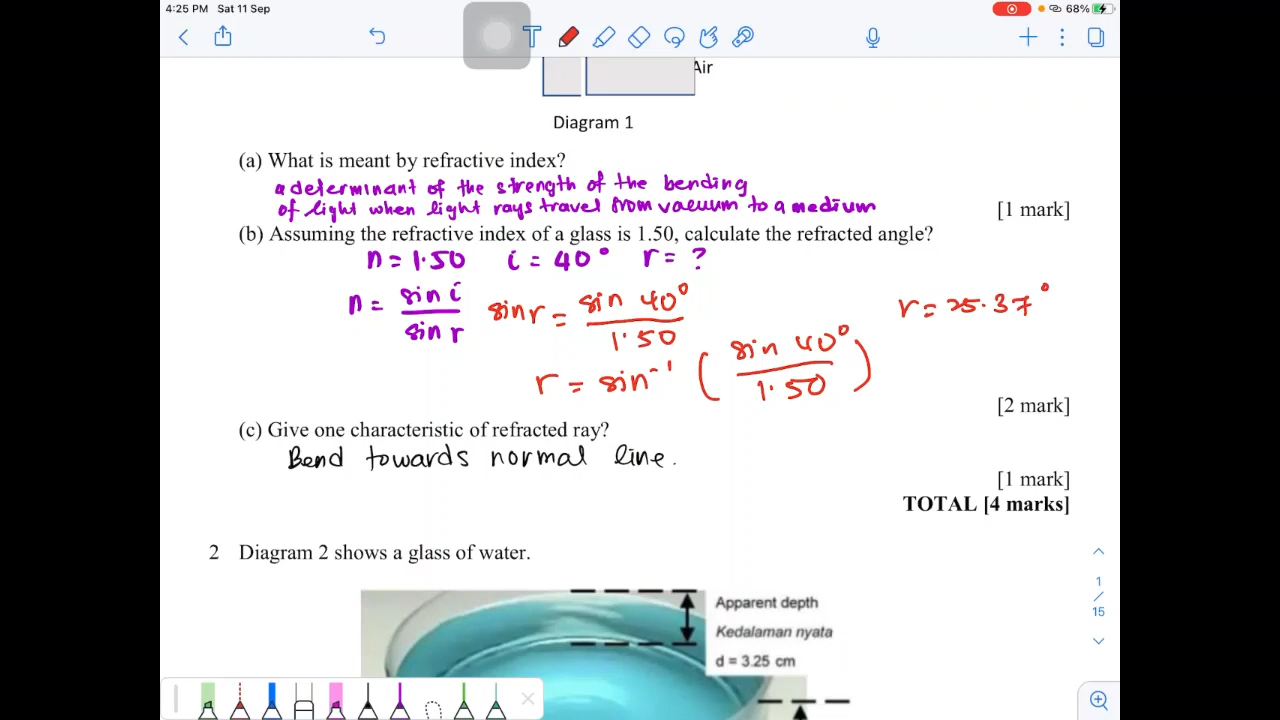 4:25 PM Sat 11 Sep
68%
Air
Diagram 1
(a) What is meant by refractive index?
a determinant of the strength of the bending
of light when light rays travel from vacuum to a medium
[1 mark]
(b) Assuming the refractive index of a glass is 1.50, calculate the refracted angle?
n = 1.50 i = 40° r = ?
n = sin i / sin r sin r = sin 40° / 1.50 r = 25.37°
r = sin⁻¹ ( sin 40° / 1.50 )
[2 mark]
(c) Give one characteristic of refracted ray?
Bend towards normal line.
[1 mark]
TOTAL [4 marks]
2 Diagram 2 shows a glass of water.
Apparent depth
Kedalaman nyata
d = 3.25 cm
1
/
15